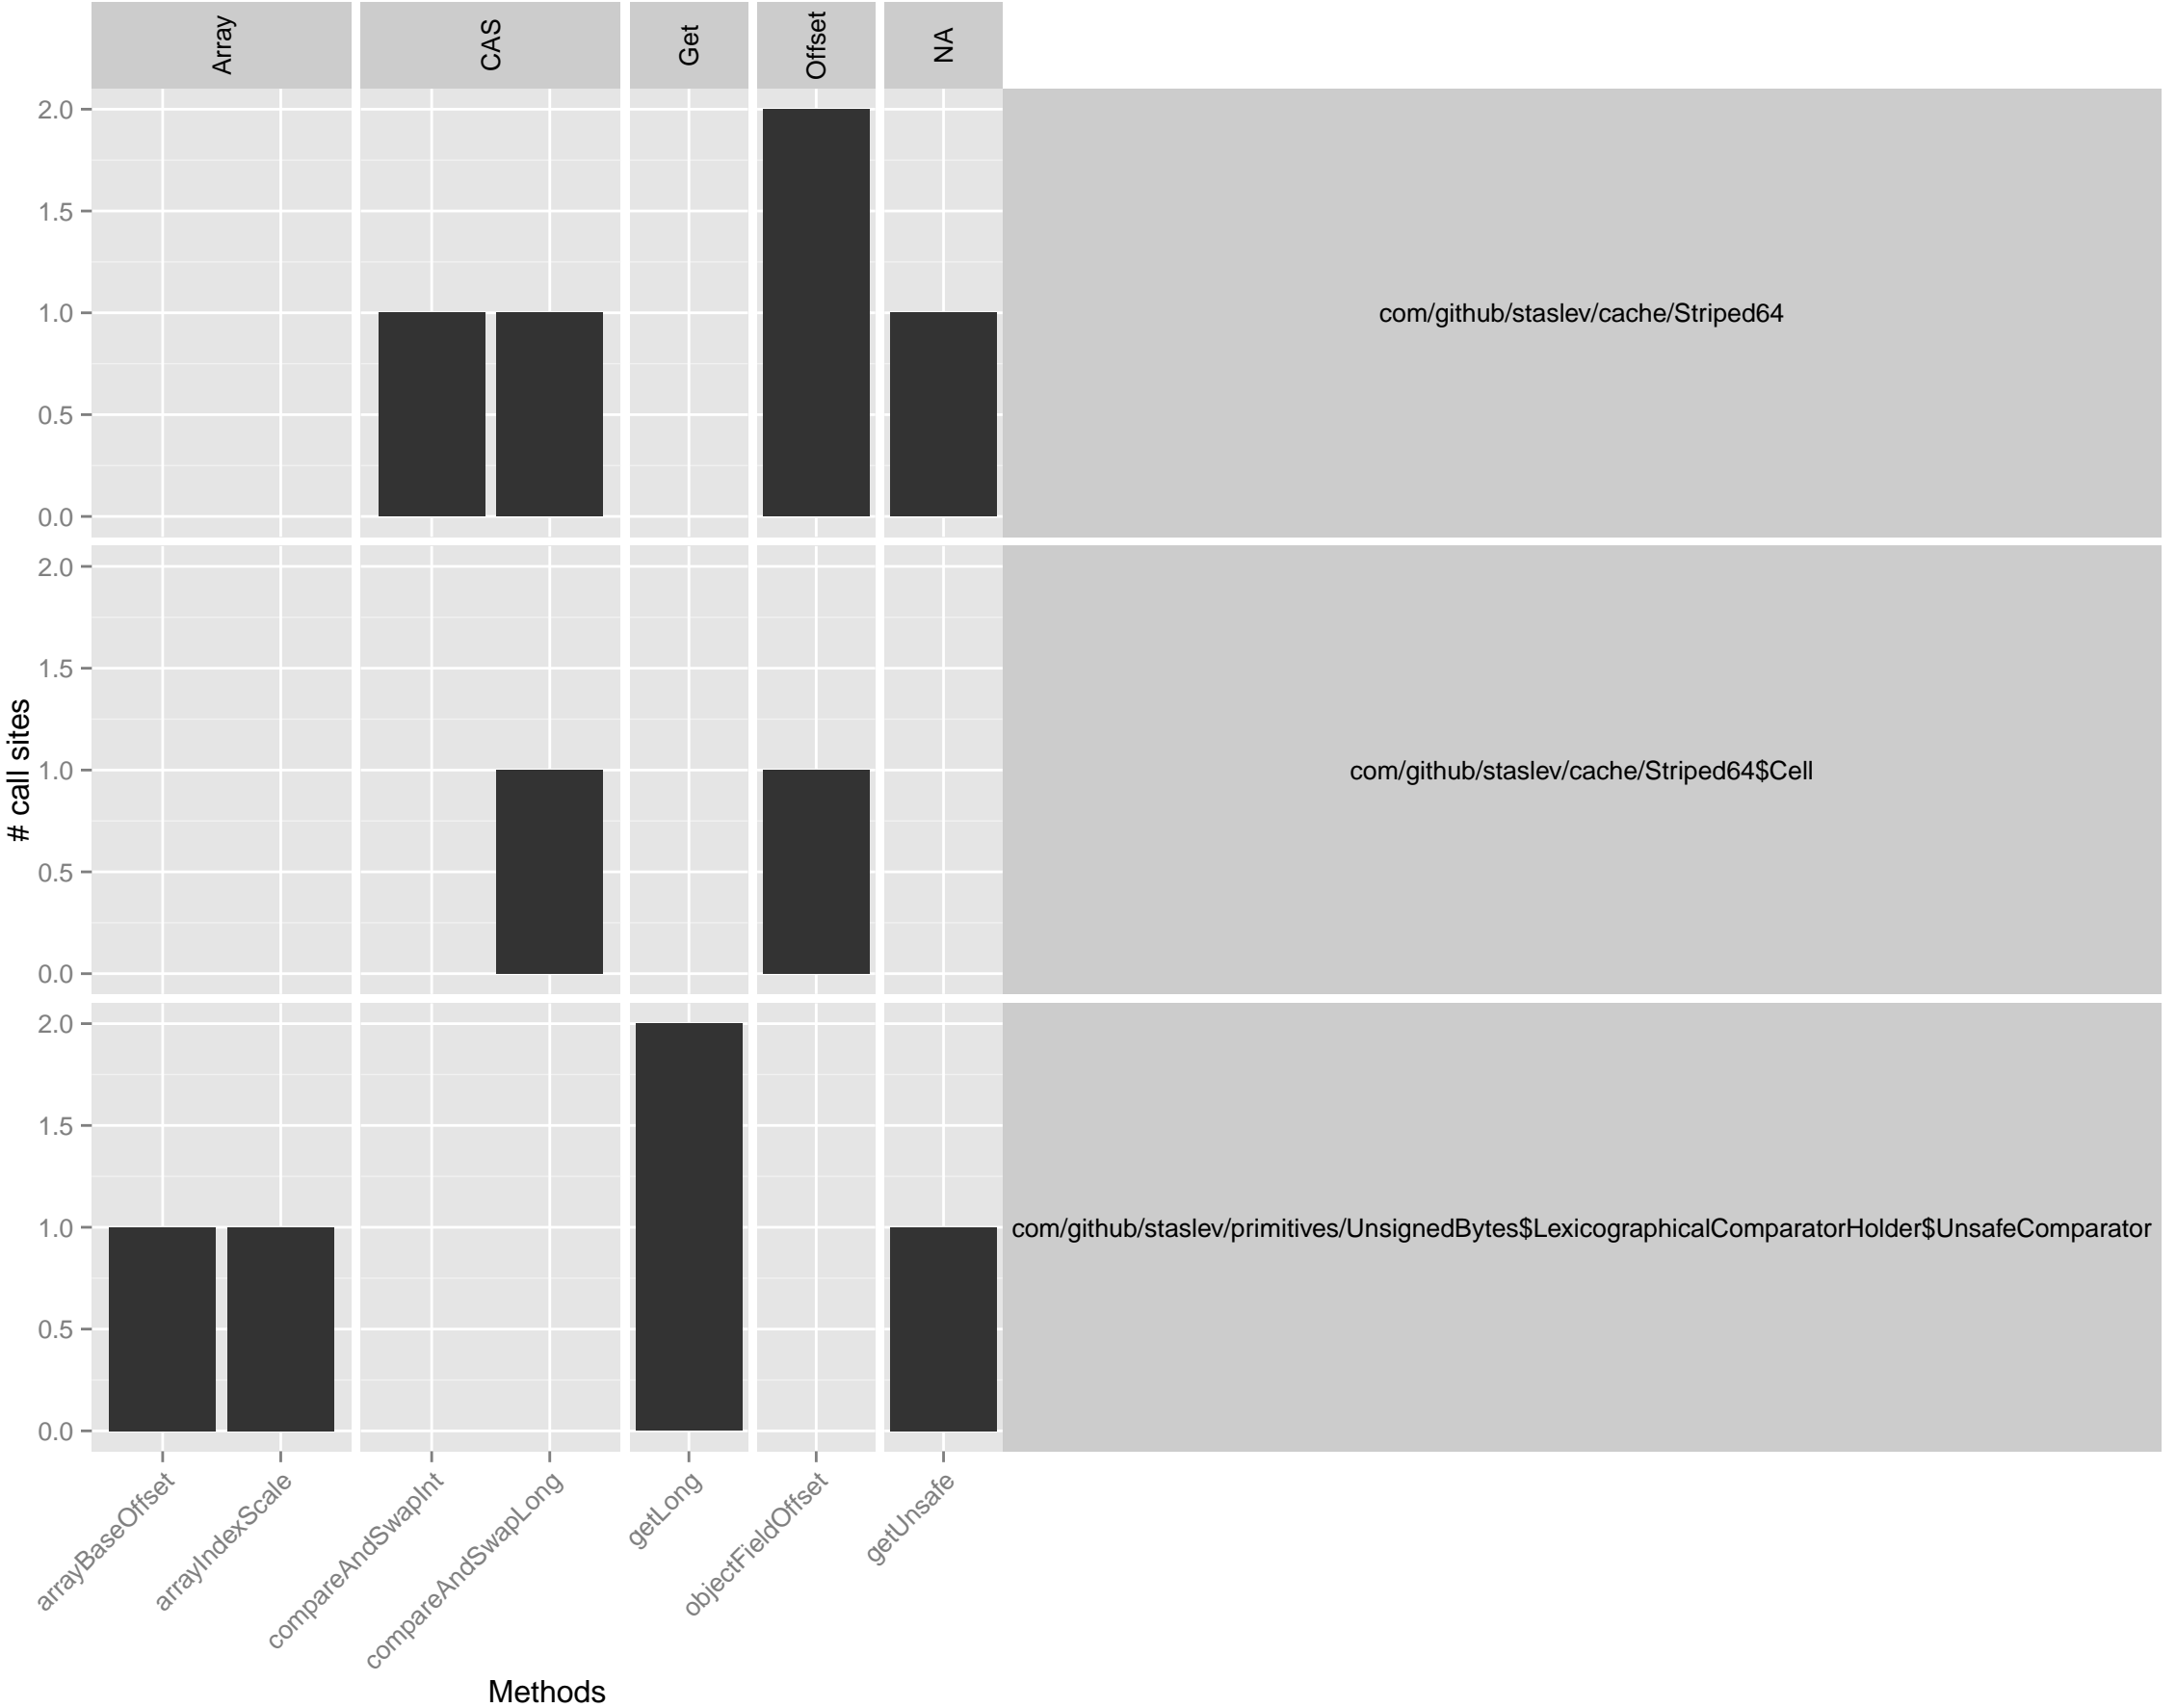 Array
CAS
Get
Offset
NA
2.0
1.5
1.0
0.5
0.0
com/github/staslev/cache/Striped64
2.0
1.5
1.0
0.5
0.0
com/github/staslev/cache/Striped64$Cell
2.0
1.5
1.0
0.5
0.0
com/github/staslev/primitives/UnsignedBytes$LexicographicalComparatorHolder$UnsafeComparator
# call sites
arrayBaseOffset
arrayIndexScale
compareAndSwapInt
compareAndSwapLong
getLong
objectFieldOffset
getUnsafe
Methods